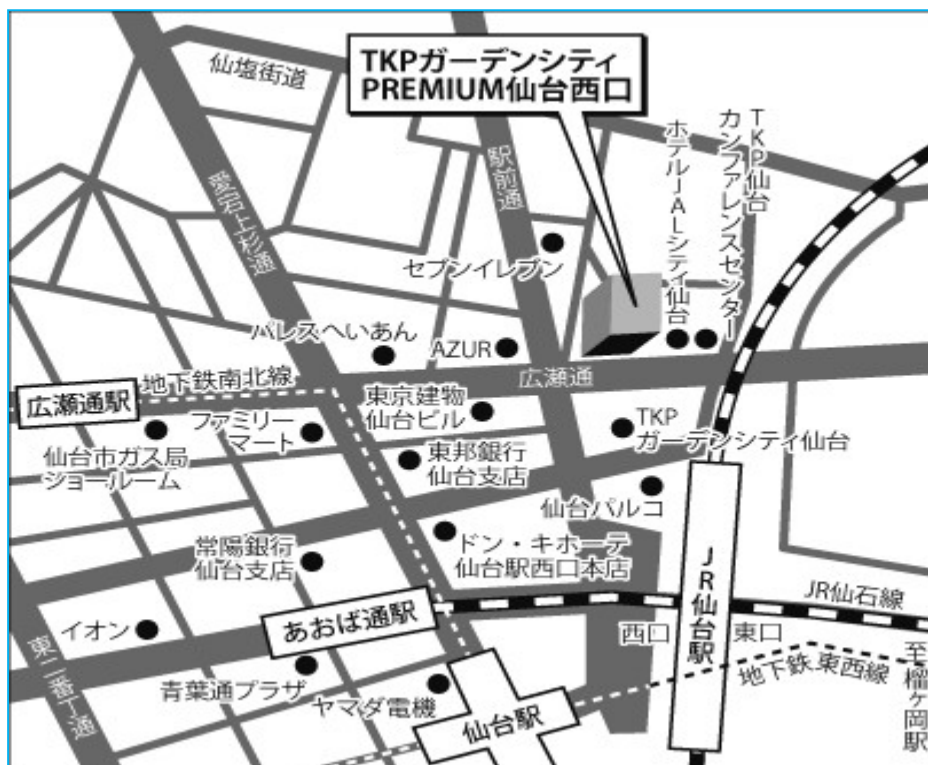 仙塩街道
TKPガーデンシティ
PREMIUM仙台西口
TKP仙台
カンファレンスセンター
ホテルJALシティ仙台
駅前通
愛宕上杉通
セブンイレブン
パレスへいあん
AZUR
広瀬通
地下鉄南北線
広瀬通駅
東京建物
仙台ビル
ファミリー
マート
TKP
ガーデンシティ仙台
仙台市ガス局
ショールーム
東邦銀行
仙台支店
仙台パルコ
常陽銀行
仙台支店
ドン・キホーテ
仙台駅西口本店
JR仙台駅
JR仙石線
あおば通駅
イオン
西口
東口
東二番丁通
青葉通プラザ
ヤマダ電機
仙台駅
地下鉄東西線
至榴ヶ岡駅